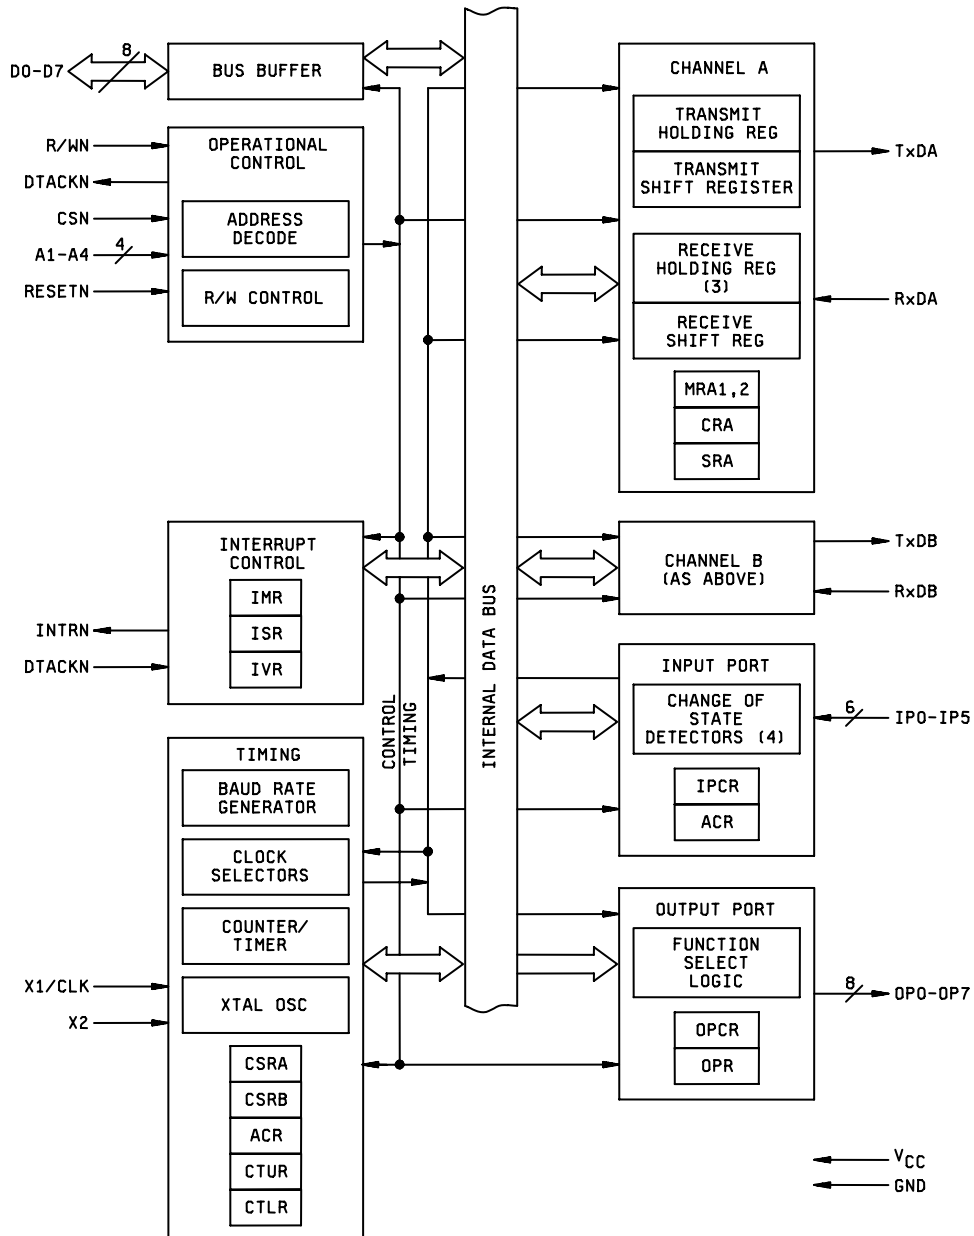 D0-D7
8
BUS BUFFER
R/WN
DTACKN
CSN
A1-A4
4
RESETN
OPERATIONAL
CONTROL
ADDRESS
DECODE
R/W CONTROL
INTRN
DTACKN
INTERRUPT
CONTROL
IMR
ISR
IVR
TIMING
BAUD RATE
GENERATOR
CLOCK
SELECTORS
COUNTER/
TIMER
X1/CLK
X2
XTAL OSC
CSRA
CSRB
ACR
CTUR
CTLR
CONTROL
TIMING
INTERNAL DATA BUS
CHANNEL A
TRANSMIT
HOLDING REG
TRANSMIT
SHIFT REGISTER
TxDA
RECEIVE
HOLDING REG
(3)
RECEIVE
SHIFT REG
RxDA
MRA1,2
CRA
SRA
CHANNEL B
(AS ABOVE)
TxDB
RxDB
INPUT PORT
CHANGE OF
STATE
DETECTORS (4)
6
IP0-IP5
IPCR
ACR
OUTPUT PORT
FUNCTION
SELECT
LOGIC
8
OP0-OP7
OPCR
OPR
VCC
GND